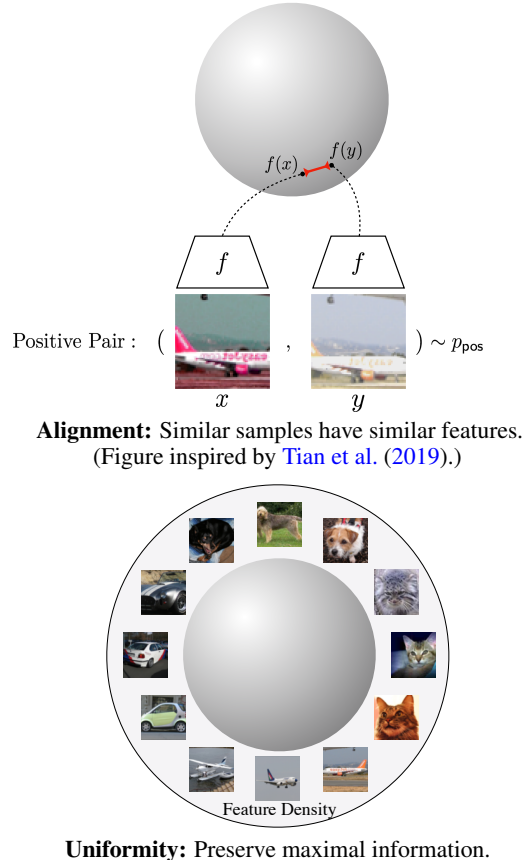 f(x)
f(y)
f
f
Positive Pair : ( , ) ∼ p_pos
easyJet
x
y
Alignment: Similar samples have similar features.
(Figure inspired by Tian et al. (2019).)
Feature Density
Uniformity: Preserve maximal information.